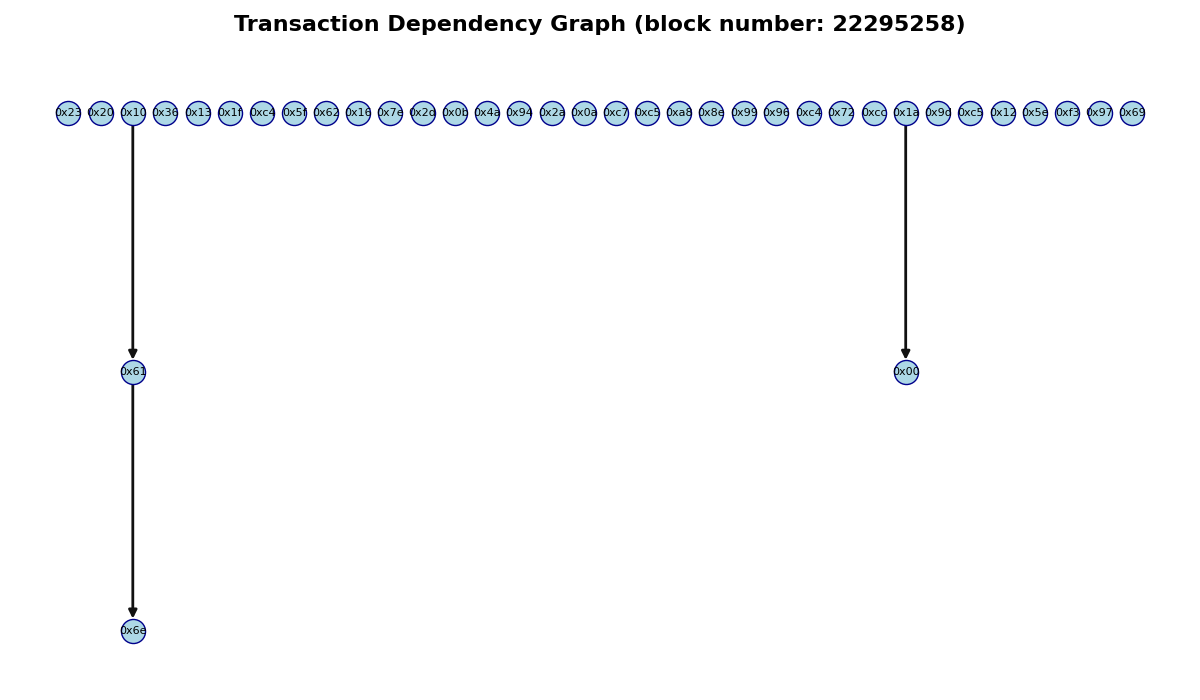 Transaction Dependency Graph (block number: 22295258)
0x23 0x20 0x10 0x36 0x13 0x1f 0xc4 0x5f 0x62 0x16 0x7e 0x2d 0x0b 0x4a 0x94 0x2a 0x0a 0xc7 0xc5 0xa8 0x8e 0x99 0x96 0xc4 0x72 0xcc 0x1a 0x9d 0xc5 0x12 0x5e 0xf3 0x97 0x69
0x61 0x00
0x6e